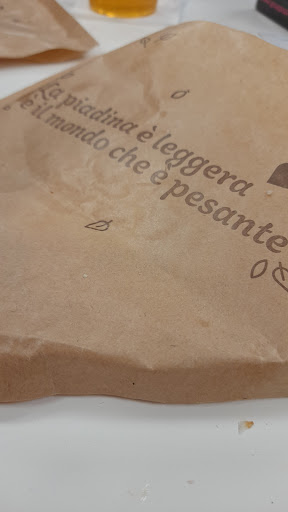 La piadina è leggera
è il mondo che è pesante